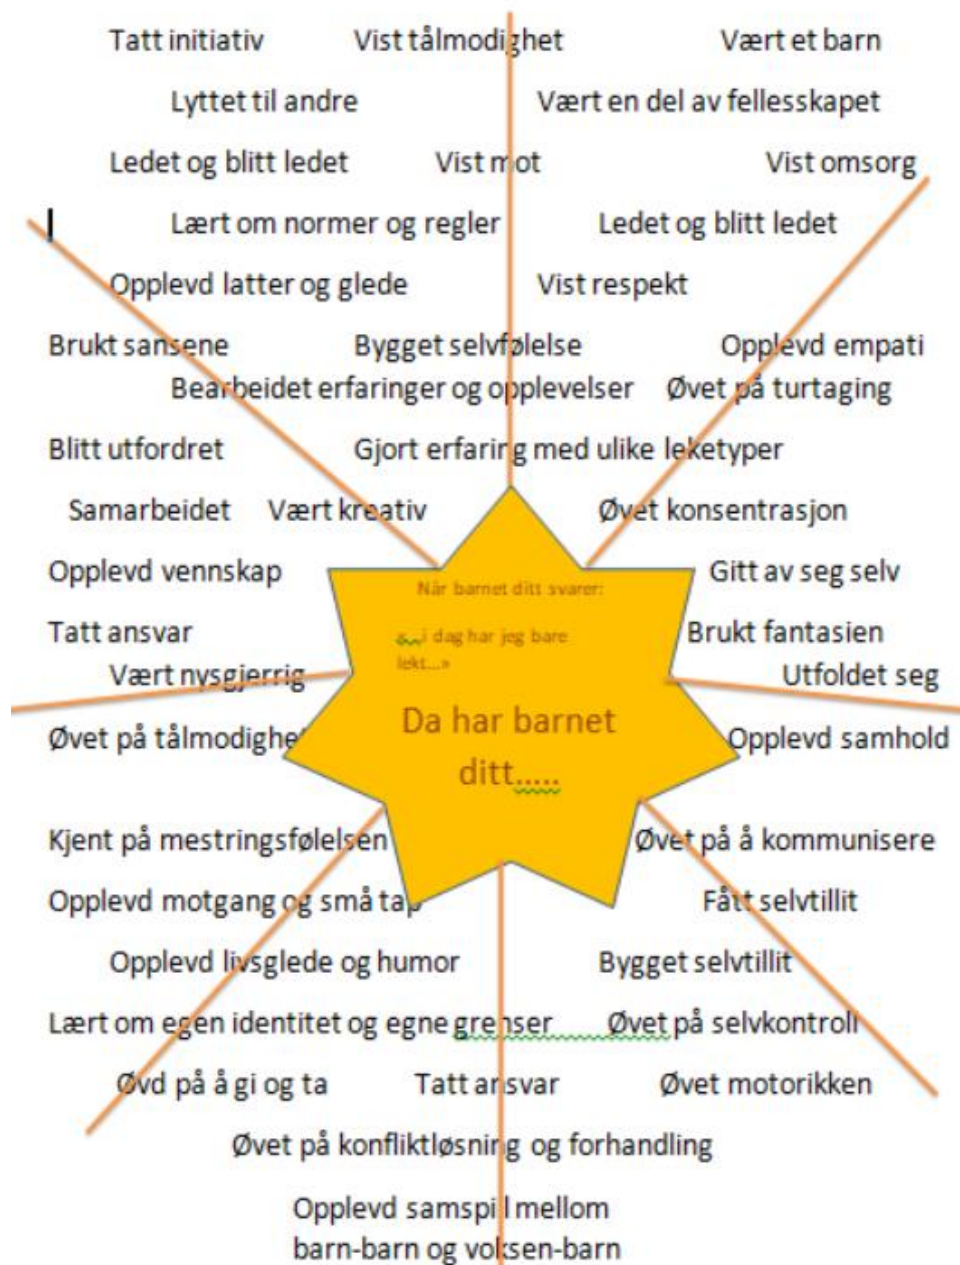 Tatt initiativ Vist tålmodighet Vært et barn
Lyttet til andre Vært en del av fellesskapet
Ledet og blitt ledet Vist mot Vist omsorg
Lært om normer og regler Ledet og blitt ledet
Opplevd latter og glede Vist respekt
Brukt sansene Bygget selvfølelse Opplevd empati
Bearbeidet erfaringer og opplevelser Øvet på turtaging
Blitt utfordret Gjort erfaring med ulike leketyper
Samarbeidet Vært kreativ Øvet konsentrasjon
Opplevd vennskap Gitt av seg selv
Når barnet ditt svarer:
«...i dag har jeg bare
lekt...»
Da har barnet
ditt.....
Tatt ansvar Brukt fantasien
Vært nysgjerrig Utfoldet seg
Øvet på tålmodighet Opplevd samhold
Kjent på mestringsfølelsen Øvet på å kommunisere
Opplevd motgang og små tap Fått selvtillit
Opplevd livsglede og humor Bygget selvtillit
Lært om egen identitet og egne grenser Øvet på selvkontroll
Øvd på å gi og ta Tatt ansvar Øvet motorikken
Øvet på konfliktløsning og forhandling
Opplevd samspill mellom
barn-barn og voksen-barn